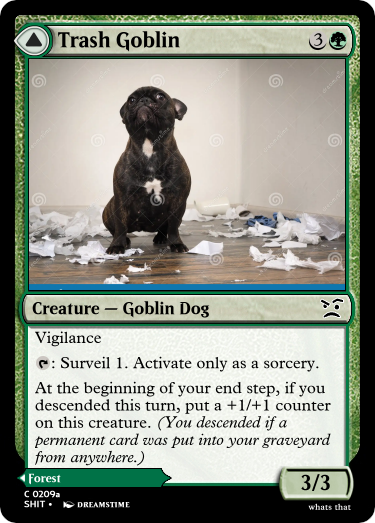 Trash Goblin 3
Creature — Goblin Dog
Vigilance
: Surveil 1. Activate only as a sorcery.
At the beginning of your end step, if you
descended this turn, put a +1/+1 counter
on this creature. (You descended if a
permanent card was put into your graveyard
from anywhere.)
Forest
3/3
C 0209a
SHIT • DREAMSTIME
whats that